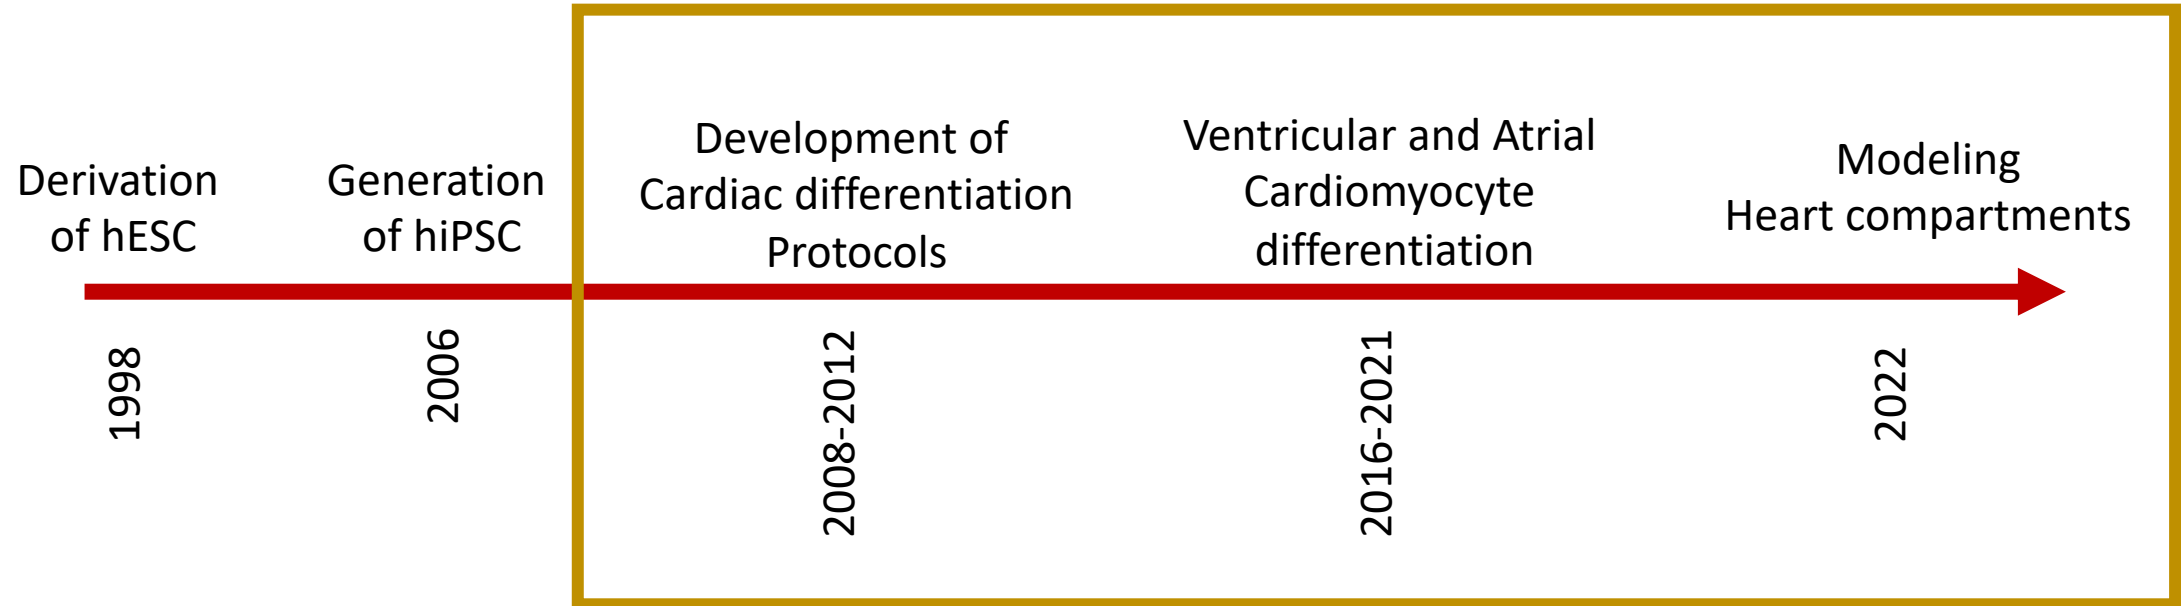 Derivation
of hESC
Generation
of hiPSC
Development of
Cardiac differentiation
Protocols
Ventricular and Atrial
Cardiomyocyte
differentiation
Modeling
Heart compartments
1998
2006
2008-2012
2016-2021
2022